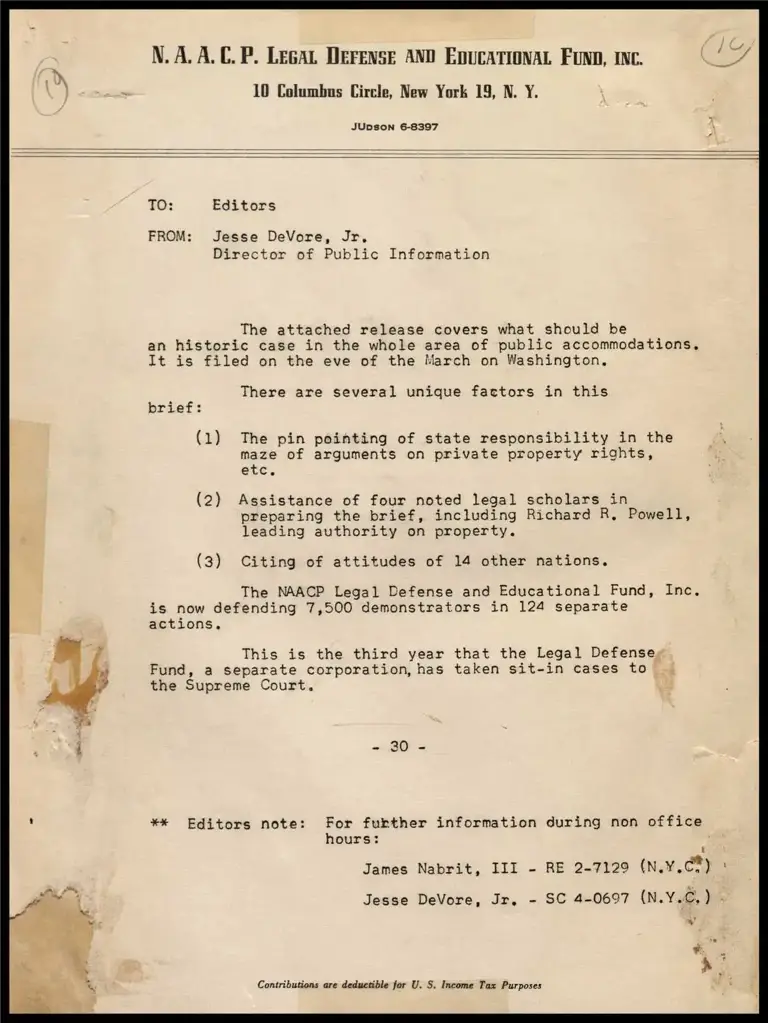 N. A. A. C. P. LEGAL DEFENSE AND EDUCATIONAL FUND, INC.
10 Columbus Circle, New York 19, N. Y.
JUDSON 6-8397
TO: Editors
FROM: Jesse DeVore, Jr.
Director of Public Information
The attached release covers what should be
an historic case in the whole area of public accommodations.
It is filed on the eve of the March on Washington.
There are several unique factors in this
brief:
(1) The pin pointing of state responsibility in the
maze of arguments on private property rights,
etc.
(2) Assistance of four noted legal scholars in
preparing the brief, including Richard R. Powell,
leading authority on property.
(3) Citing of attitudes of 14 other nations.
The NAACP Legal Defense and Educational Fund, Inc.
is now defending 7,500 demonstrators in 124 separate
actions.
This is the third year that the Legal Defense
Fund, a separate corporation, has taken sit-in cases to
the Supreme Court.
- 30 -
** Editors note: For further information during non office
hours:
James Nabrit, III - RE 2-7129 (N.Y.C.)
Jesse DeVore, Jr. - SC 4-0697 (N.Y.C.)
Contributions are deductible for U. S. Income Tax Purposes